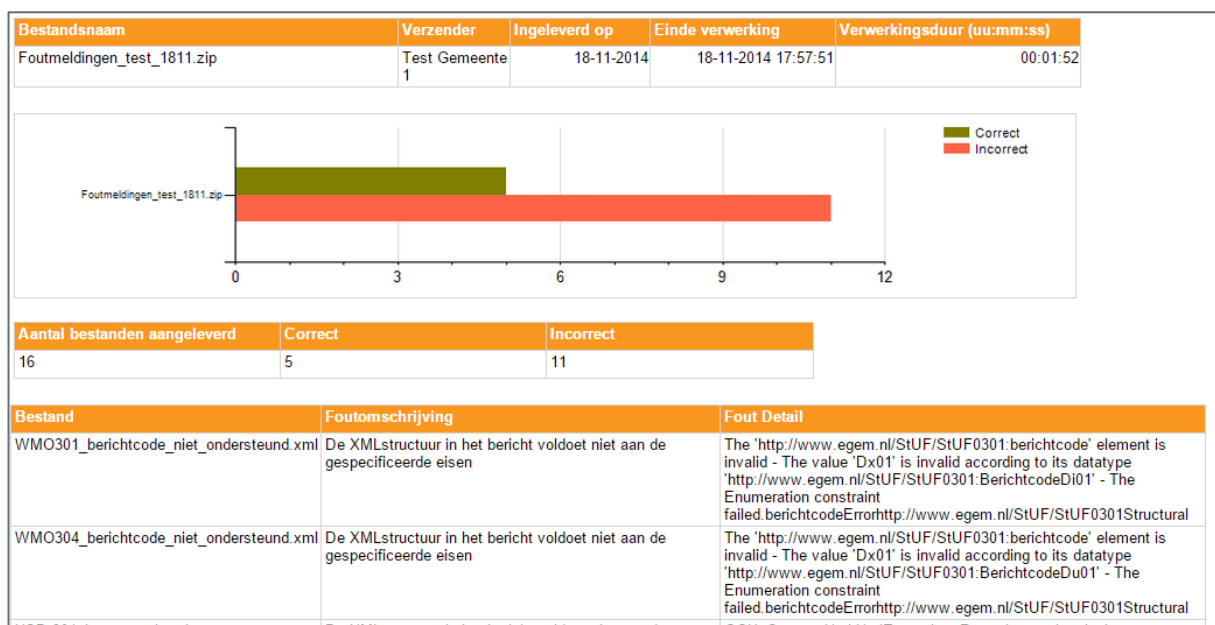 Bestandsnaam Verzender Ingeleverd op Einde verwerking Verwerkingsduur (uu:mm:ss)
Foutmeldingen_test_1811.zip Test Gemeente 18-11-2014 18-11-2014 17:57:51 00:01:52
1
Correct
Incorrect
Foutmeldingen_test_1811.zip
0 3 6 9 12
Aantal bestanden aangeleverd Correct Incorrect
16 5 11
Bestand Foutomschrijving Fout Detail
WMO301_berichtcode_niet_ondersteund.xml De XMLstructuur in het bericht voldoet niet aan de The 'http://www.egem.nl/StUF/StUF0301:berichtcode' element is
gespecificeerde eisen invalid - The value 'Dx01' is invalid according to its datatype
'http://www.egem.nl/StUF/StUF0301:BerichtcodeDi01' - The
Enumeration constraint
failed.berichtcodeErrorhttp://www.egem.nl/StUF/StUF0301Structural
WMO304_berichtcode_niet_ondersteund.xml De XMLstructuur in het bericht voldoet niet aan de The 'http://www.egem.nl/StUF/StUF0301:berichtcode' element is
gespecificeerde eisen invalid - The value 'Dx01' is invalid according to its datatype
'http://www.egem.nl/StUF/StUF0301:BerichtcodeDu01' - The
Enumeration constraint
failed.berichtcodeErrorhttp://www.egem.nl/StUF/StUF0301Structural